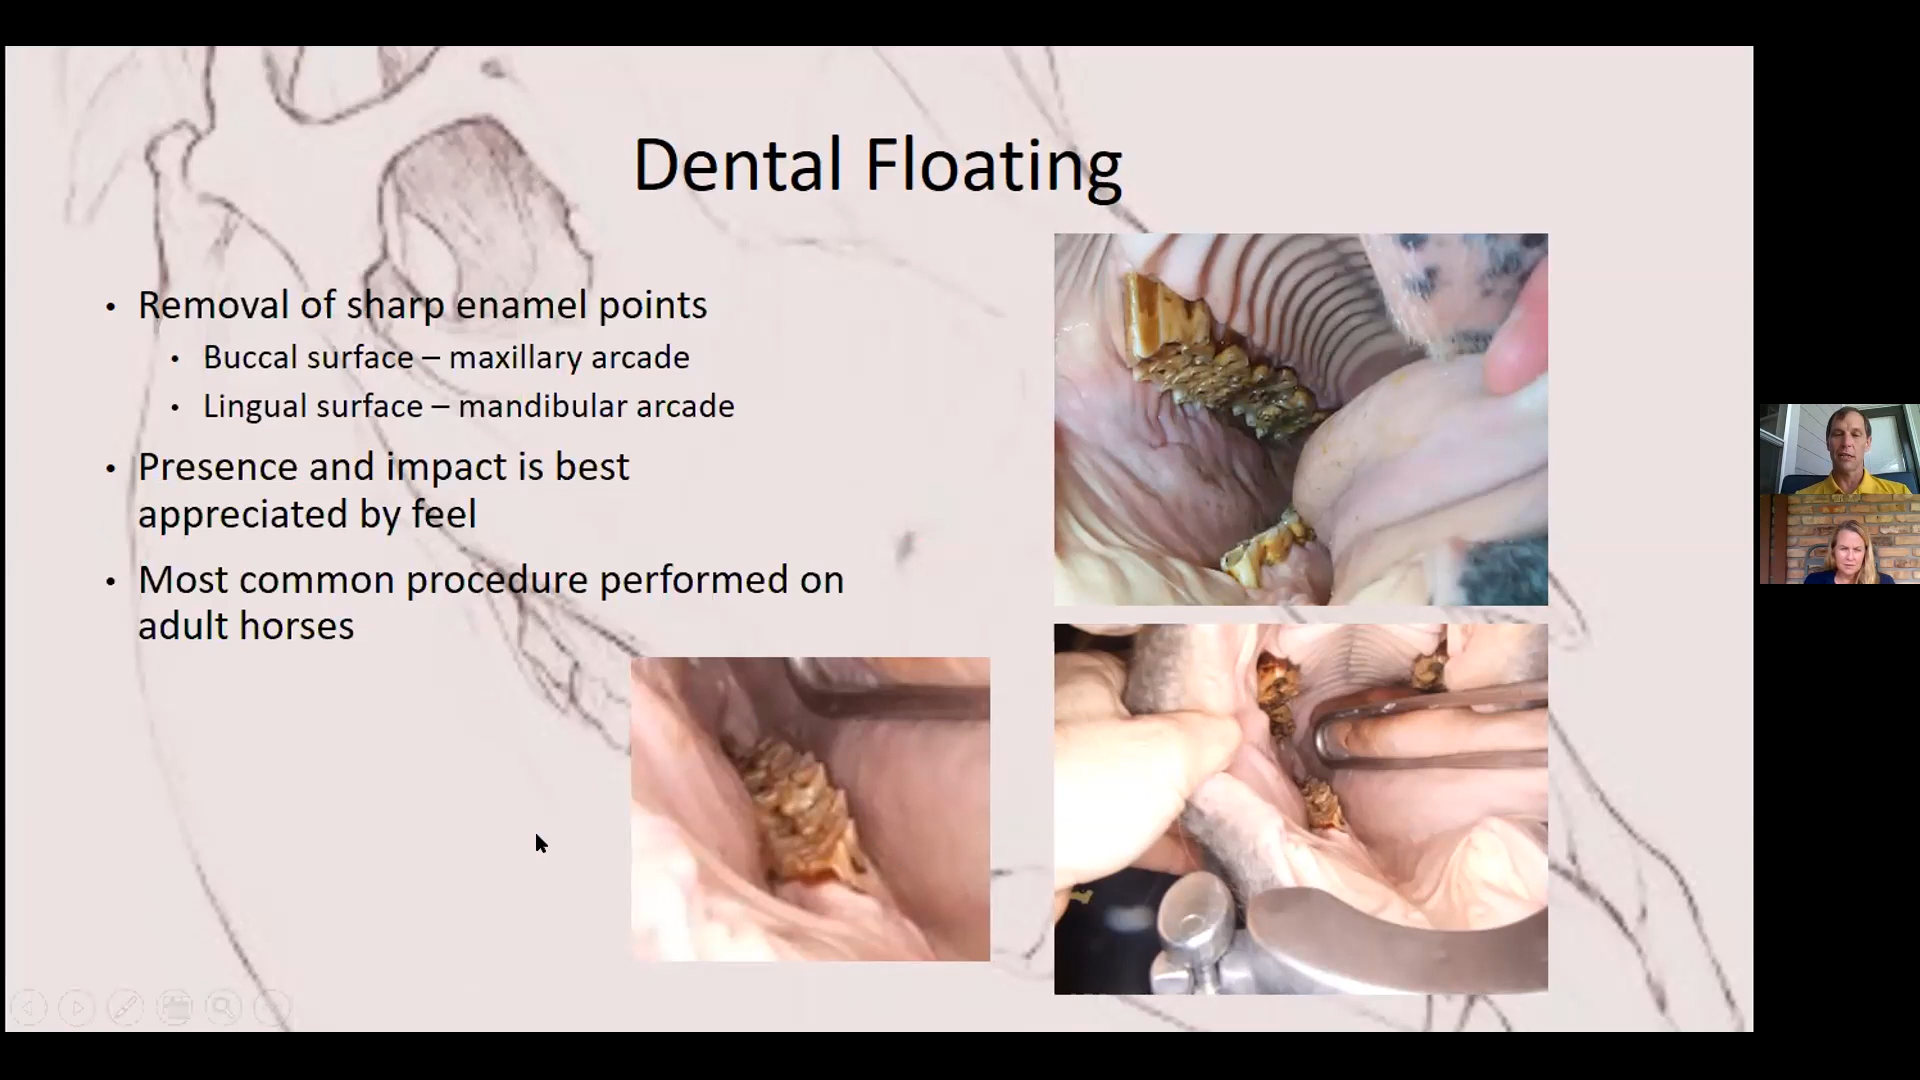 Dental Floating
• Removal of sharp enamel points
• Buccal surface – maxillary arcade
• Lingual surface – mandibular arcade
• Presence and impact is best
appreciated by feel
• Most common procedure performed on
adult horses